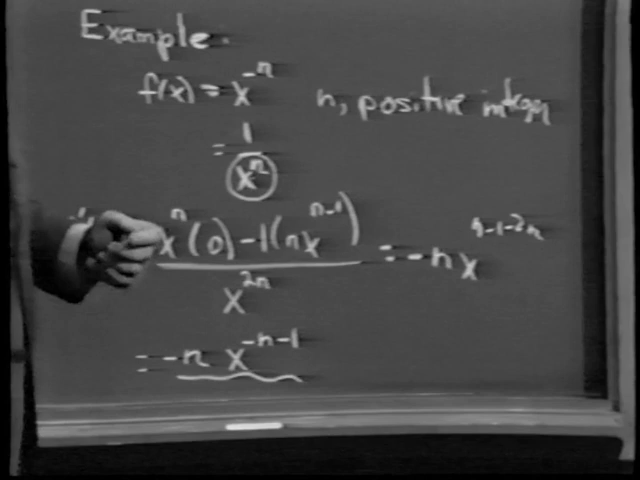 Example.
f(x) = x^{-n}   n, positive integer
= 1/x^n
(x^n(0) - 1(nx^{n-1}))/x^{2n} = -nx^{n-1-2n}
= -n x^{-n-1}